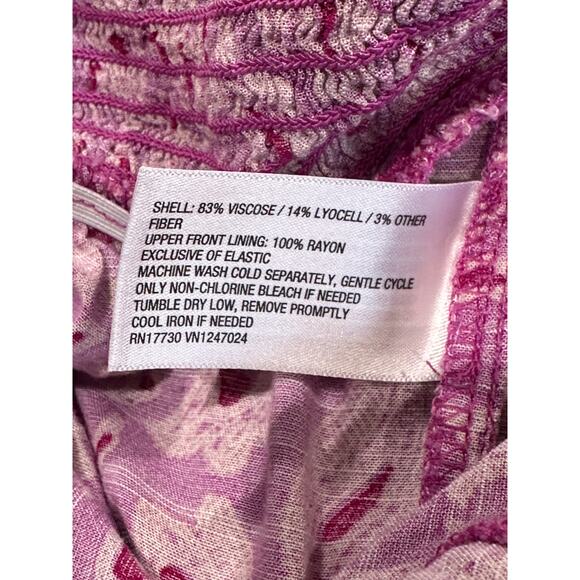 SHELL: 83% VISCOSE / 14% LYOCELL / 3% OTHER
FIBER
UPPER FRONT LINING: 100% RAYON
EXCLUSIVE OF ELASTIC
MACHINE WASH COLD SEPARATELY, GENTLE CYCLE
ONLY NON-CHLORINE BLEACH IF NEEDED
TUMBLE DRY LOW, REMOVE PROMPTLY
COOL IRON IF NEEDED
RN17730 VN1247024